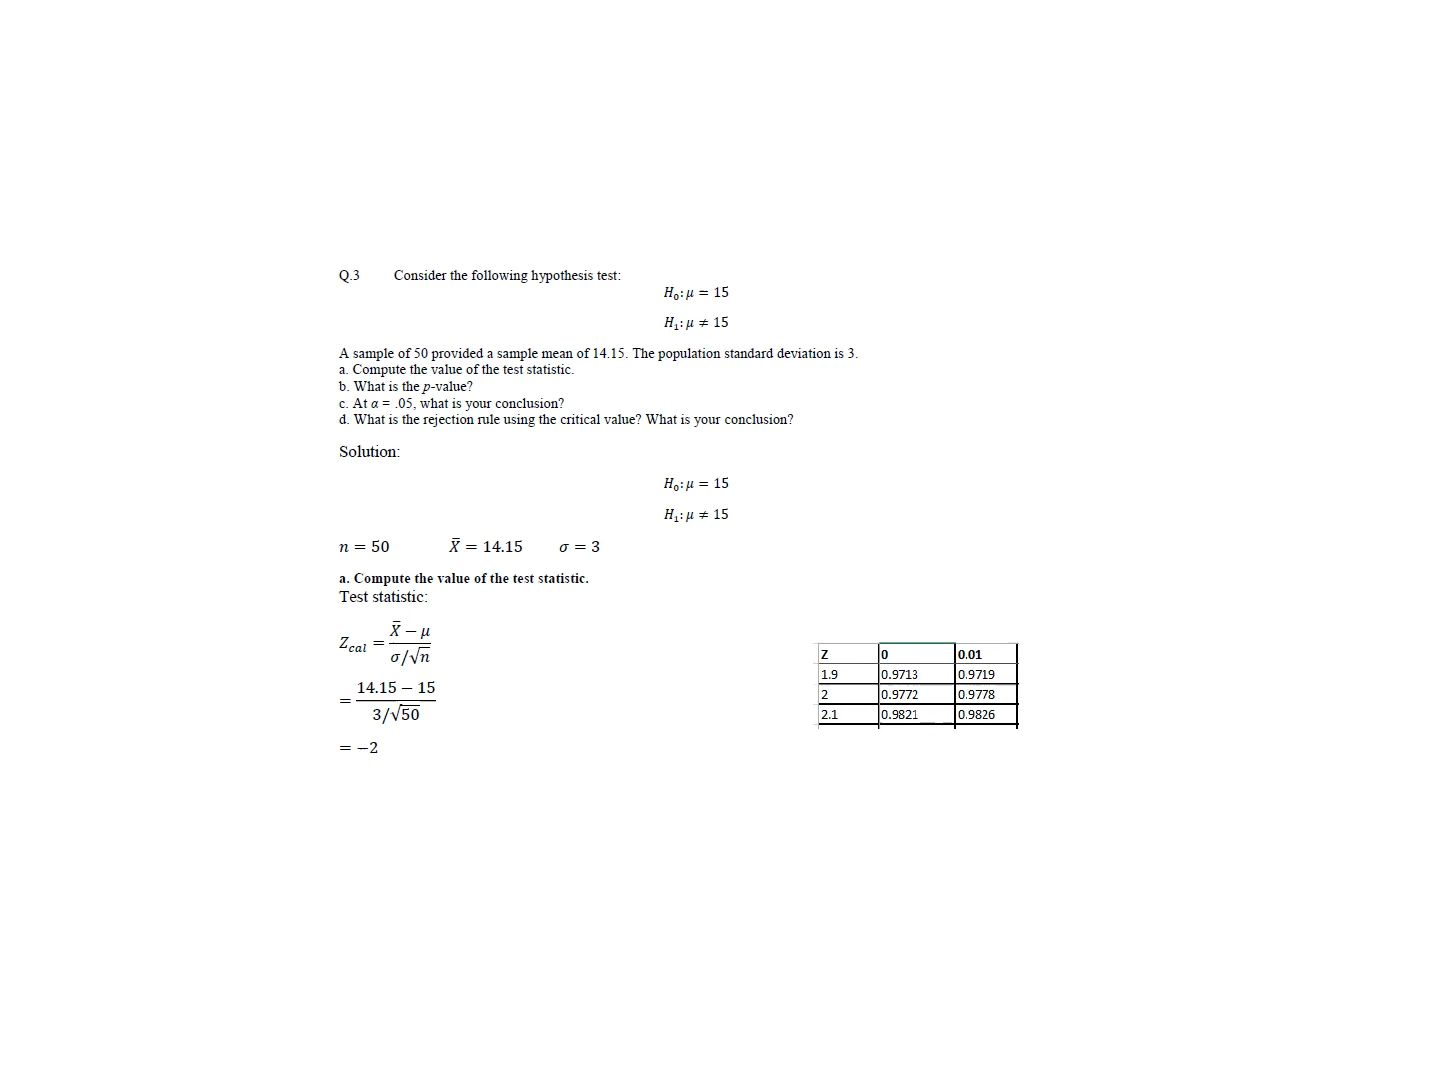 Q.3 Consider the following hypothesis test:
H₀: μ = 15
H₁: μ ≠ 15
A sample of 50 provided a sample mean of 14.15. The population standard deviation is 3.
a. Compute the value of the test statistic.
b. What is the p-value?
c. At α = .05, what is your conclusion?
d. What is the rejection rule using the critical value? What is your conclusion?
Solution:
H₀: μ = 15
H₁: μ ≠ 15
n = 50 X̄ = 14.15 σ = 3
a. Compute the value of the test statistic.
Test statistic:
Z_cal = (X̄ − μ) / (σ/√n)
= (14.15 − 15) / (3/√50)
= −2
Z 0 0.01
1.9 0.9713 0.9719
2 0.9772 0.9778
2.1 0.9821 0.9826